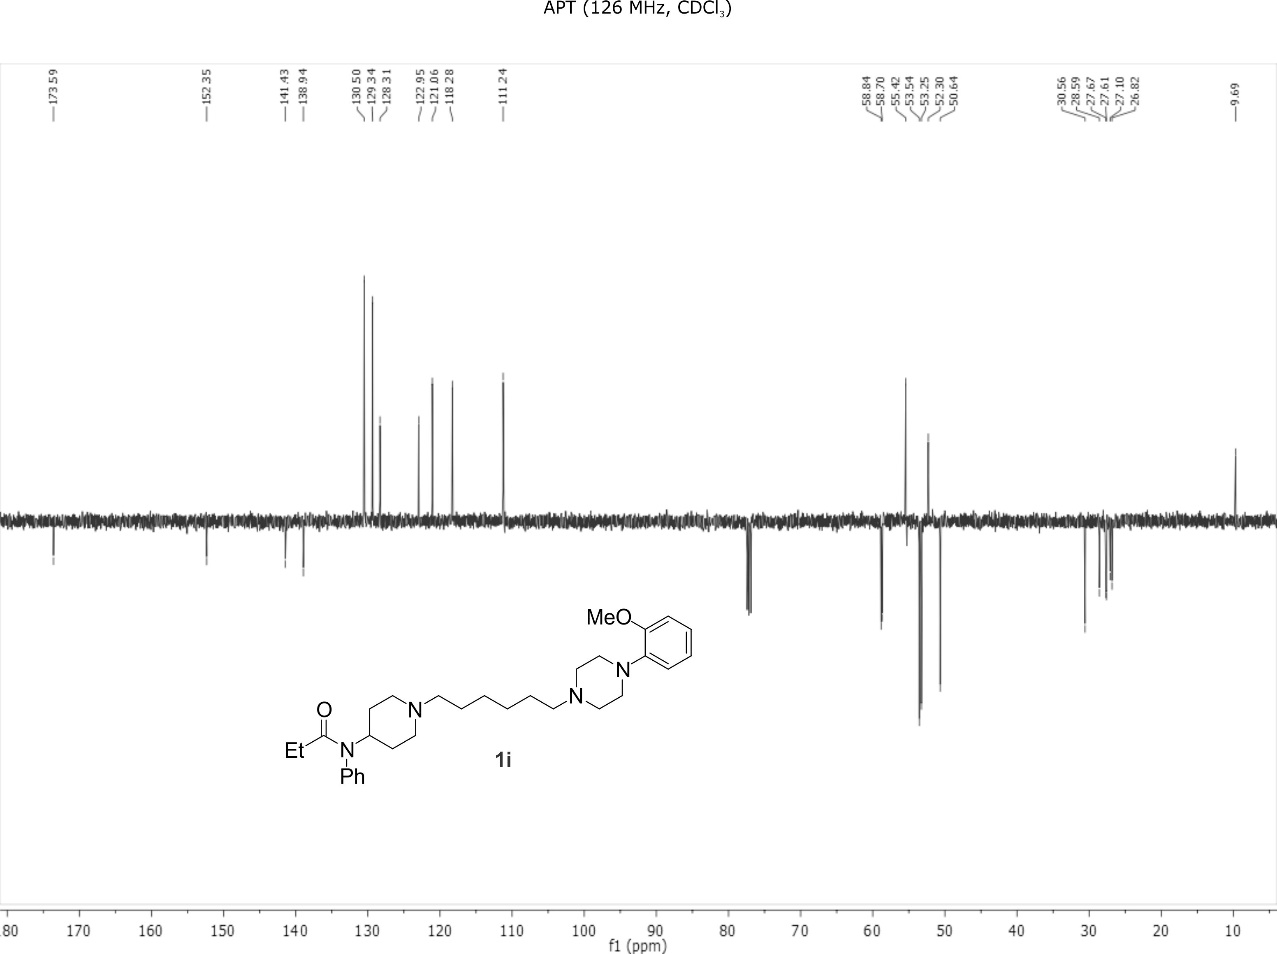 APT (126 MHz, CDCl₃)
173.59
152.35
141.43
138.94
130.50
129.34
128.31
122.95
121.06
118.28
111.24
58.84
58.70
55.42
53.54
53.25
52.30
50.64
30.56
28.59
27.67
27.61
27.10
26.82
9.69
MeO
N
N
N
O
Et
N
Ph
1i
80 170 160 150 140 130 120 110 100 90 80 70 60 50 40 30 20 10
f1 (ppm)